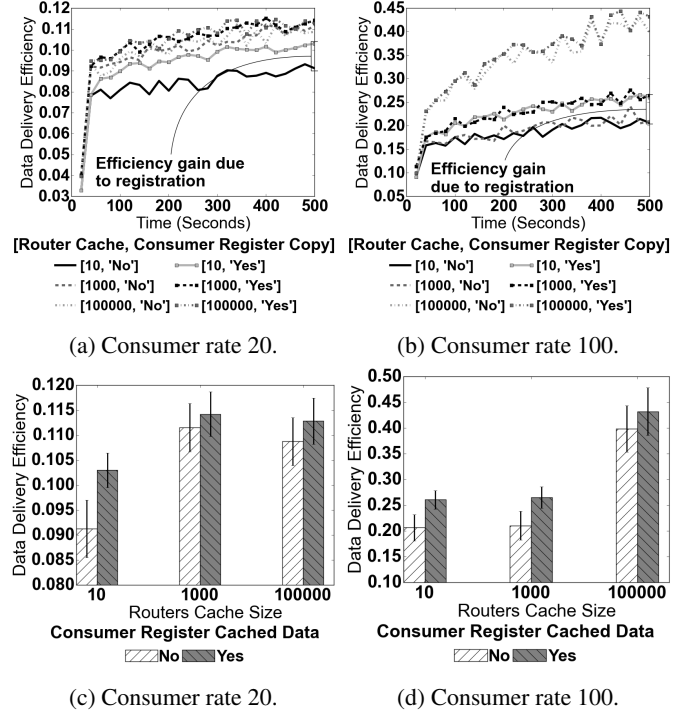 0.12
0.11
0.10
0.09
0.08
0.07
0.06
0.05
0.04
0.03
Data Delivery Efficiency
Efficiency gain due
to registration
0 100 200 300 400 500
Time (Seconds)
[Router Cache, Consumer Register Copy]
[10, 'No'] [10, 'Yes']
[1000, 'No'] [1000, 'Yes']
[100000, 'No'] [100000, 'Yes']
(a) Consumer rate 20.
0.45
0.40
0.35
0.30
0.25
0.20
0.15
0.10
0.05
Data Delivery Efficiency
Efficiency gain
due to registration
0 100 200 300 400 500
Time (Seconds)
[Router Cache, Consumer Register Copy]
[10, 'No'] [10, 'Yes']
[1000, 'No'] [1000, 'Yes']
[100000, 'No'] [100000, 'Yes']
(b) Consumer rate 100.
0.120
0.115
0.110
0.105
0.100
0.095
0.090
0.085
0.080
Data Delivery Efficiency
10 1000 100000
Routers Cache Size
Consumer Register Cached Data
No Yes
(c) Consumer rate 20.
0.50
0.45
0.40
0.35
0.30
0.25
0.20
0.15
0.10
Data Delivery Efficiency
10 1000 100000
Routers Cache Size
Consumer Register Cached Data
No Yes
(d) Consumer rate 100.